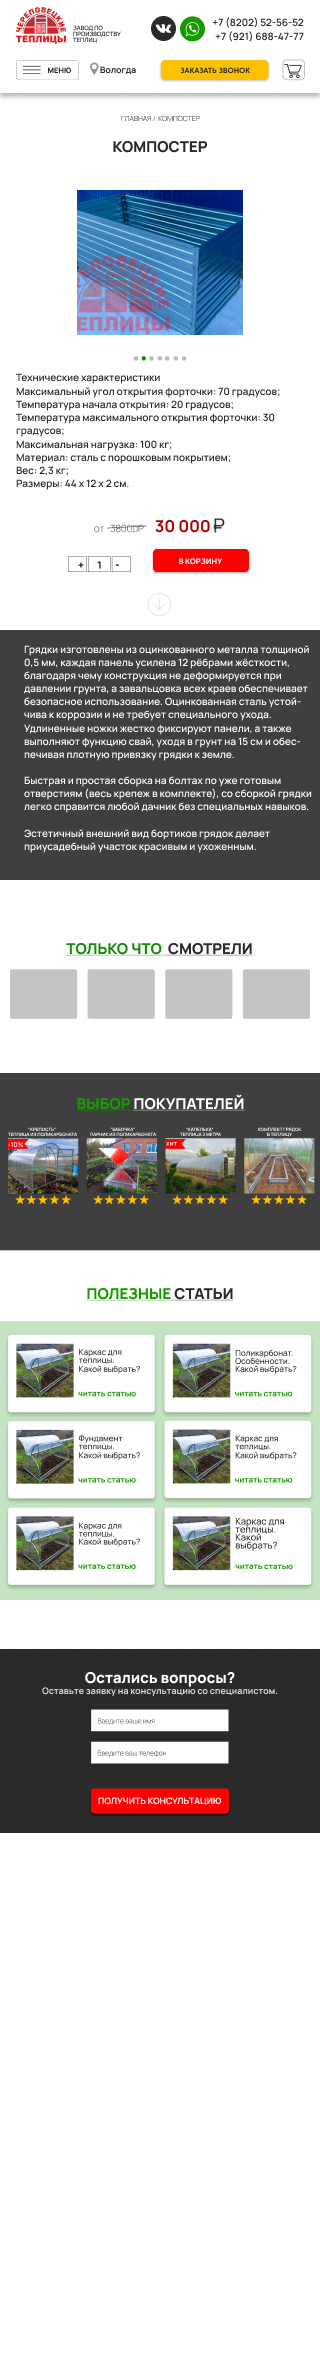 ЧЕРЕПОВЕЦКИЕ
ТЕПЛИЦЫ
ЗАВОД ПО
ПРОИЗВОДСТВУ
ТЕПЛИЦ
+7 (8202) 52-56-52
+7 (921) 688-47-77
МЕНЮ
Вологда
ЗАКАЗАТЬ ЗВОНОК
ГЛАВНАЯ / КОМПОСТЕР
КОМПОСТЕР
ЕПОВЕЦКИЕ
ТЕПЛИЦЫ
Технические характеристики
Максимальный угол открытия форточки: 70 градусов;
Температура начала открытия: 20 градусов;
Температура максимального открытия форточки: 30
градусов;
Максимальная нагрузка: 100 кг;
Материал: сталь с порошковым покрытием;
Вес: 2,3 кг;
Размеры: 44 х 12 х 2 см.
от 38000₽ 30 000 ₽
+ 1 -
В КОРЗИНУ
Грядки изготовлены из оцинкованного металла толщиной
0,5 мм, каждая панель усилена 12 рёбрами жёсткости,
благодаря чему конструкция не деформируется при
давлении грунта, а завальцовка всех краев обеспечивает
безопасное использование. Оцинкованная сталь устой-
чива к коррозии и не требует специального ухода.
Удлиненные ножки жестко фиксируют панели, а также
выполняют функцию свай, уходя в грунт на 15 см и обес-
печивая плотную привязку грядки к земле.
Быстрая и простая сборка на болтах по уже готовым
отверстиям (весь крепеж в комплекте), со сборкой грядки
легко справится любой дачник без специальных навыков.
Эстетичный внешний вид бортиков грядок делает
приусадебный участок красивым и ухоженным.
ТОЛЬКО ЧТО СМОТРЕЛИ
ВЫБОР ПОКУПАТЕЛЕЙ
"КРЕПОСТЬ"
ТЕПЛИЦА ИЗ ПОЛИКАРБОНАТА
-10%
"БАБОЧКА"
ПАРНИК ИЗ ПОЛИКАРБОНАТА
"КАПЕЛЬКА"
ТЕПЛИЦА 3 МЕТРА
ХИТ
КОМПЛЕКТ ГРЯДОК
В ТЕПЛИЦУ
ПОЛЕЗНЫЕ СТАТЬИ
Каркас для
теплицы.
Какой выбрать?
читать статью
Поликарбонат.
Особенности.
Какой выбрать?
читать статью
Фундамент
теплицы.
Какой выбрать?
читать статью
Каркас для
теплицы.
Какой выбрать?
читать статью
Каркас для
теплицы.
Какой выбрать?
читать статью
Каркас для
теплицы.
Какой
выбрать?
читать статью
Остались вопросы?
Оставьте заявку на консультацию со специалистом.
Введите ваше имя
Введите ваш телефон
ПОЛУЧИТЬ КОНСУЛЬТАЦИЮ